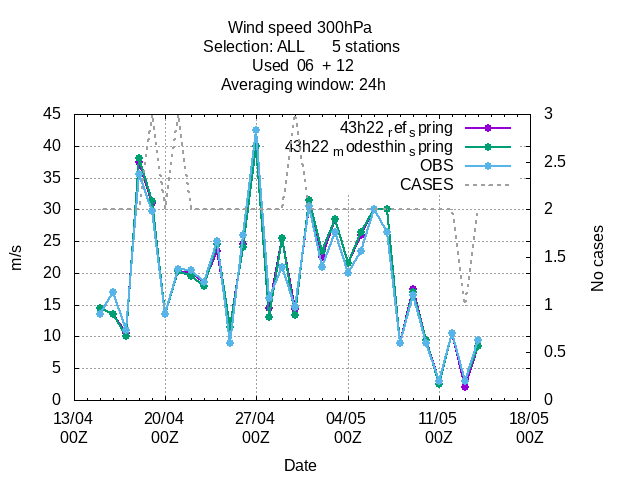 Wind speed 300hPa
Selection: ALL 5 stations
Used 06 + 12
Averaging window: 24h
45 3
43h22 refspring
40
43h22 modesthin spring
2.5
35 OBS
CASES
30 2
25 1.5
20
15 1
10
0.5
5
0 0
m/s
No cases
13/04 20/04 27/04 04/05 11/05 18/05
00Z 00Z 00Z 00Z 00Z 00Z
Date